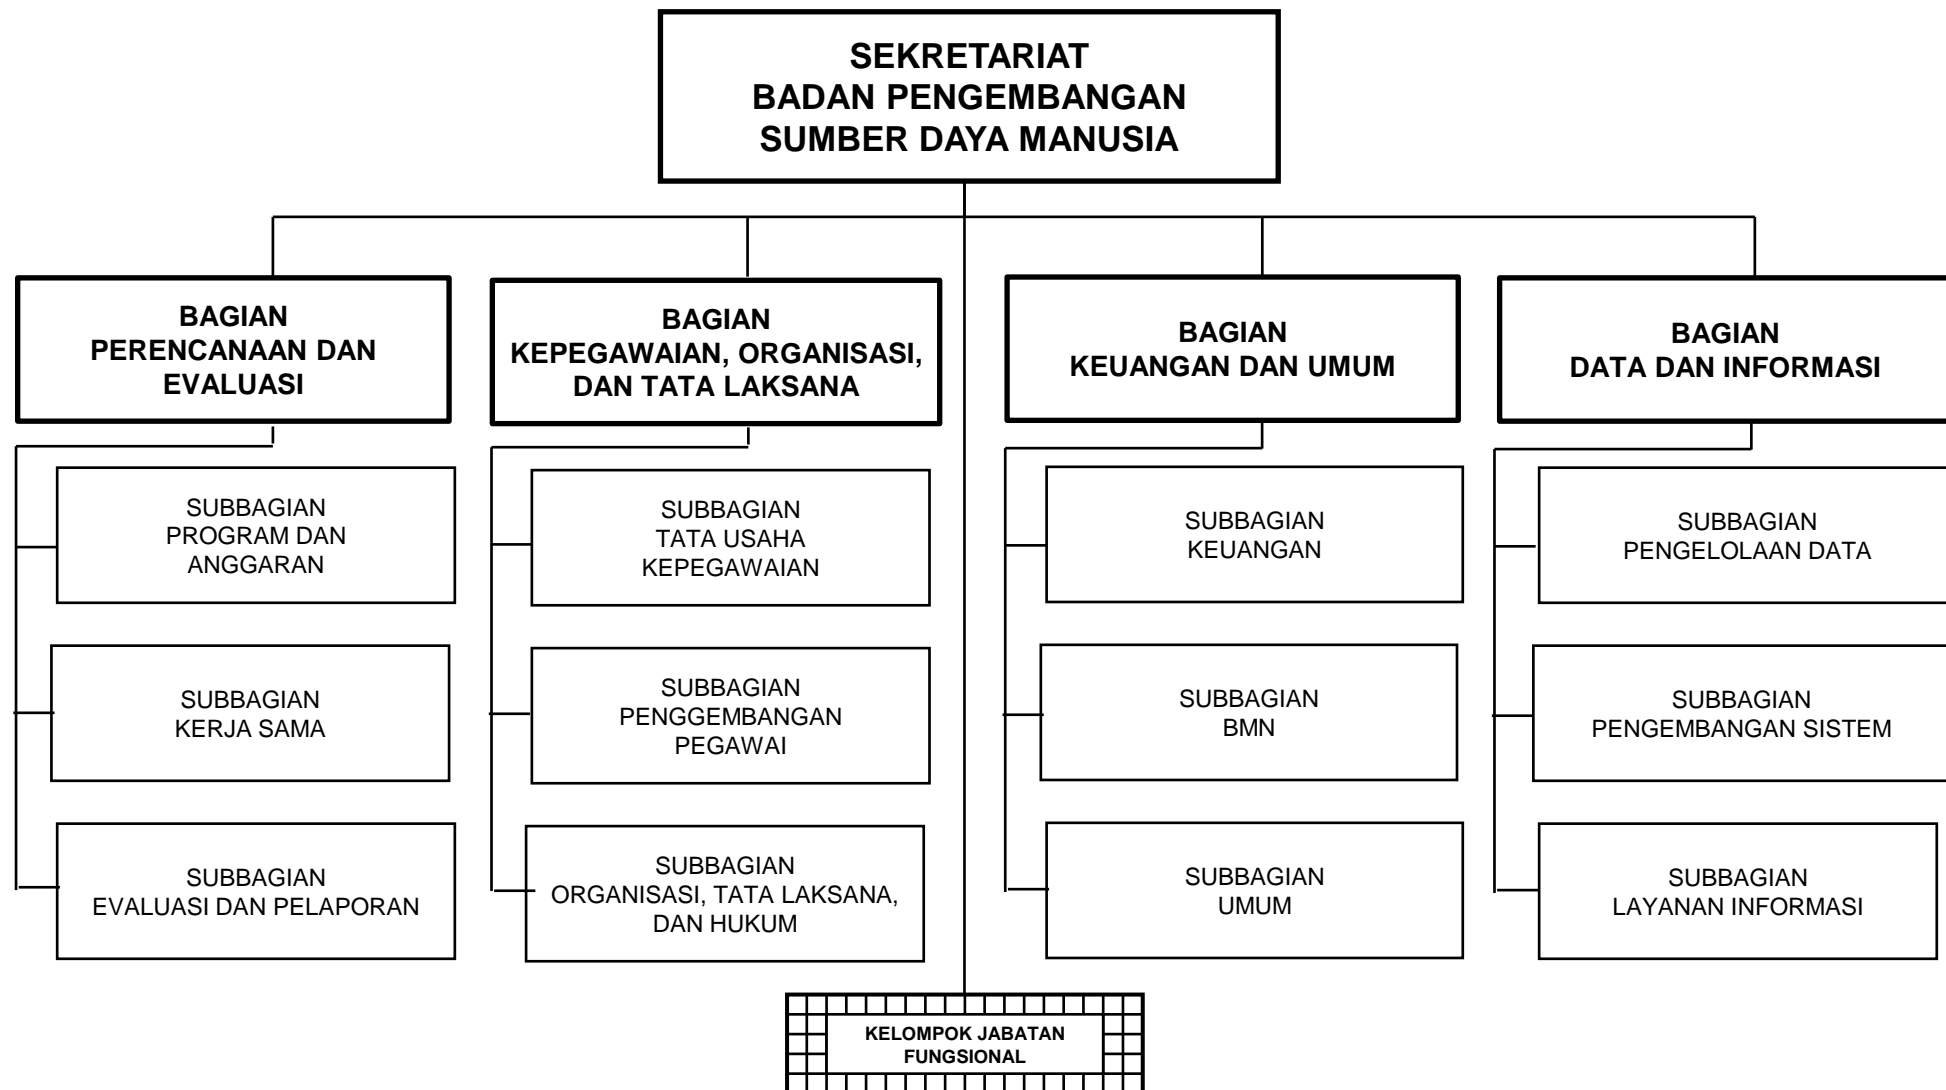 SEKRETARIAT
BADAN PENGEMBANGAN
SUMBER DAYA MANUSIA
BAGIAN
PERENCANAAN DAN
EVALUASI
BAGIAN
KEPEGAWAIAN, ORGANISASI,
DAN TATA LAKSANA
BAGIAN
KEUANGAN DAN UMUM
BAGIAN
DATA DAN INFORMASI
SUBBAGIAN
PROGRAM DAN
ANGGARAN
SUBBAGIAN
TATA USAHA
KEPEGAWAIAN
SUBBAGIAN
KEUANGAN
SUBBAGIAN
PENGELOLAAN DATA
SUBBAGIAN
KERJA SAMA
SUBBAGIAN
PENGGEMBANGAN
PEGAWAI
SUBBAGIAN
BMN
SUBBAGIAN
PENGEMBANGAN SISTEM
SUBBAGIAN
EVALUASI DAN PELAPORAN
SUBBAGIAN
ORGANISASI, TATA LAKSANA,
DAN HUKUM
SUBBAGIAN
UMUM
SUBBAGIAN
LAYANAN INFORMASI
KELOMPOK JABATAN
FUNGSIONAL